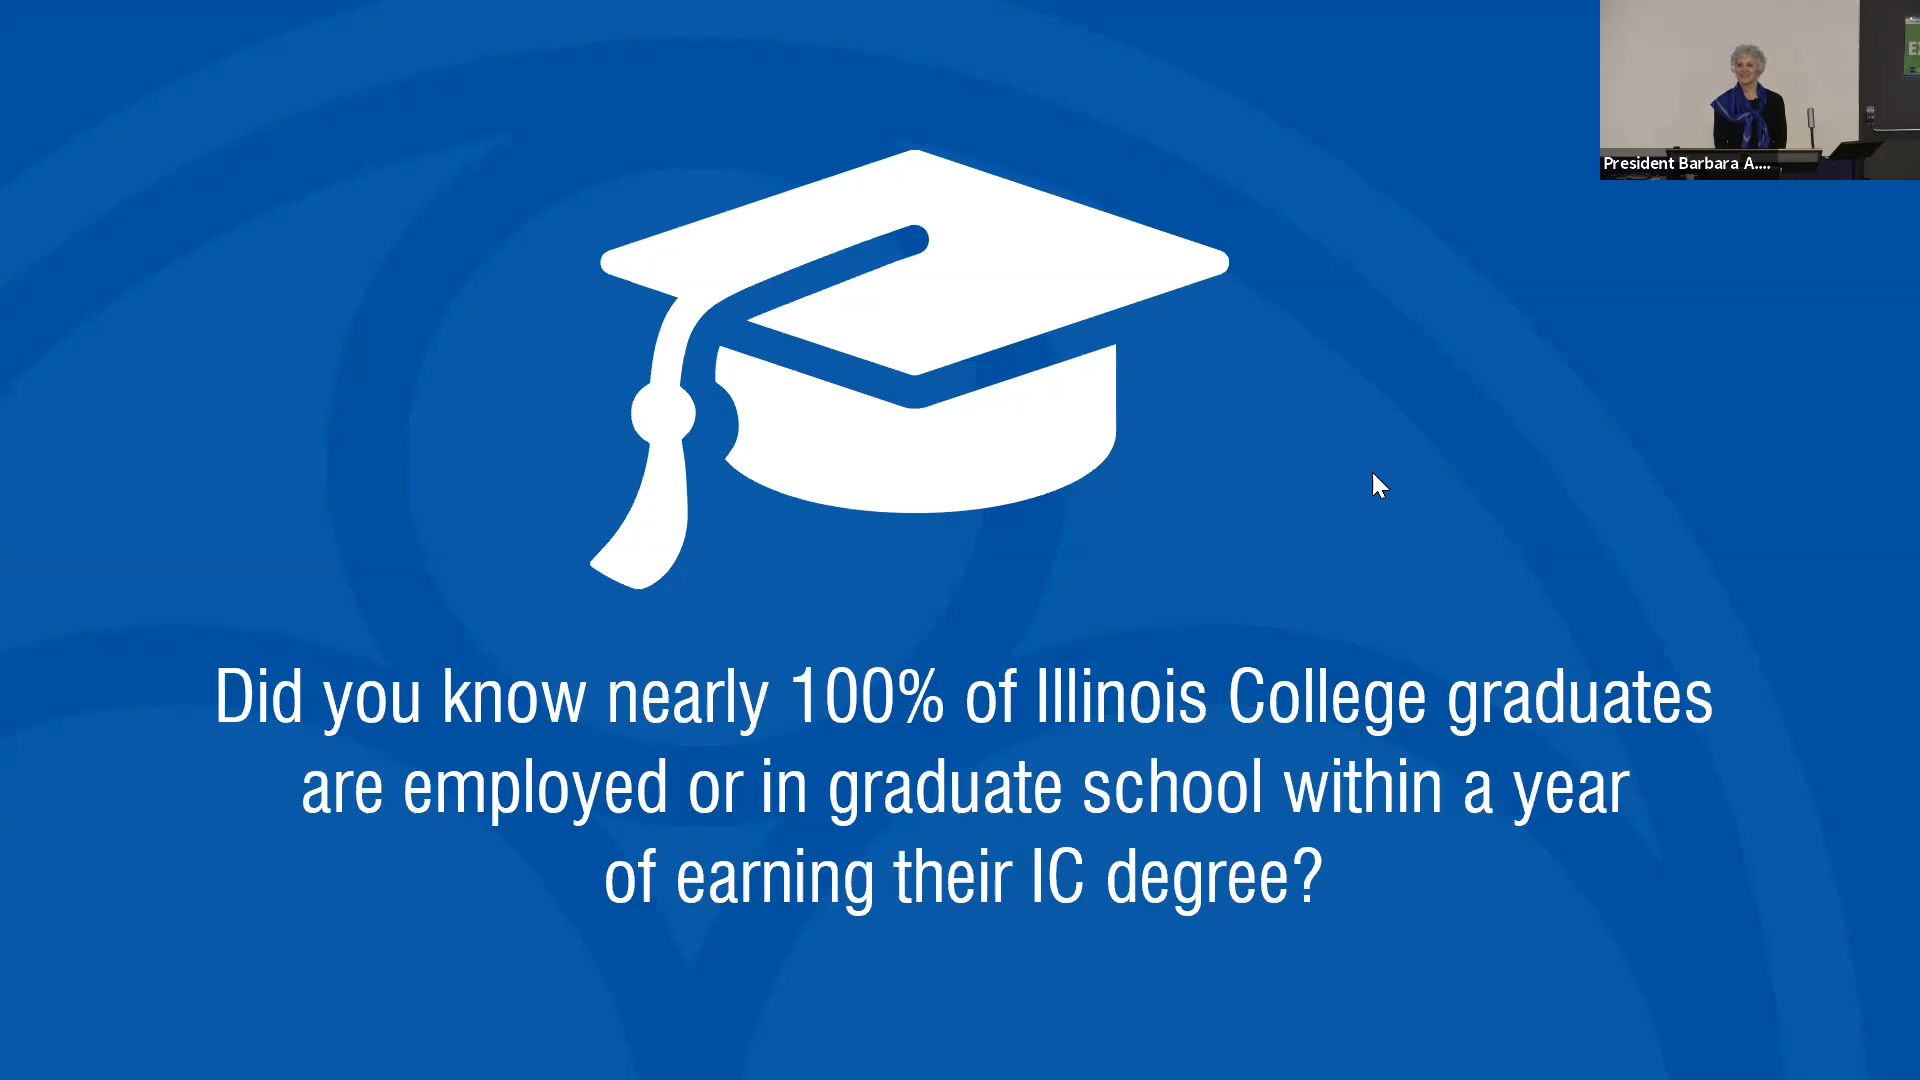 President Barbara A....
Did you know nearly 100% of Illinois College graduates
are employed or in graduate school within a year
of earning their IC degree?